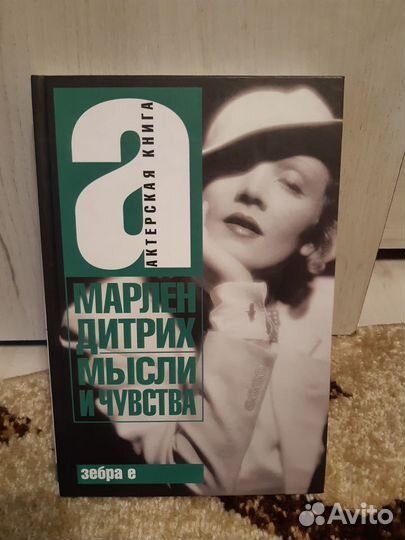 а
АКТЕРСКАЯ КНИГА
МАРЛЕН
ДИТРИХ
МЫСЛИ
И ЧУВСТВА
зебра е
Avito